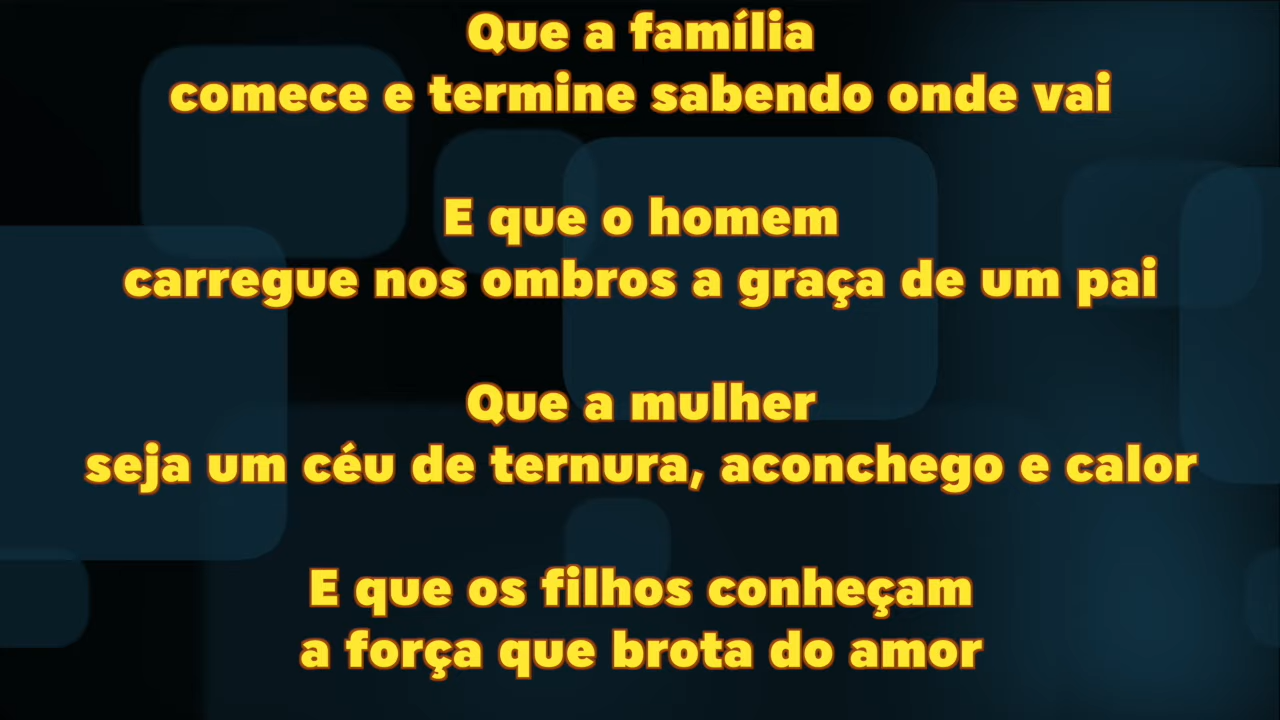 Que a família
comece e termine sabendo onde vai
E que o homem
carregue nos ombros a graça de um pai
Que a mulher
seja um céu de ternura, aconchego e calor
E que os filhos conheçam
a força que brota do amor